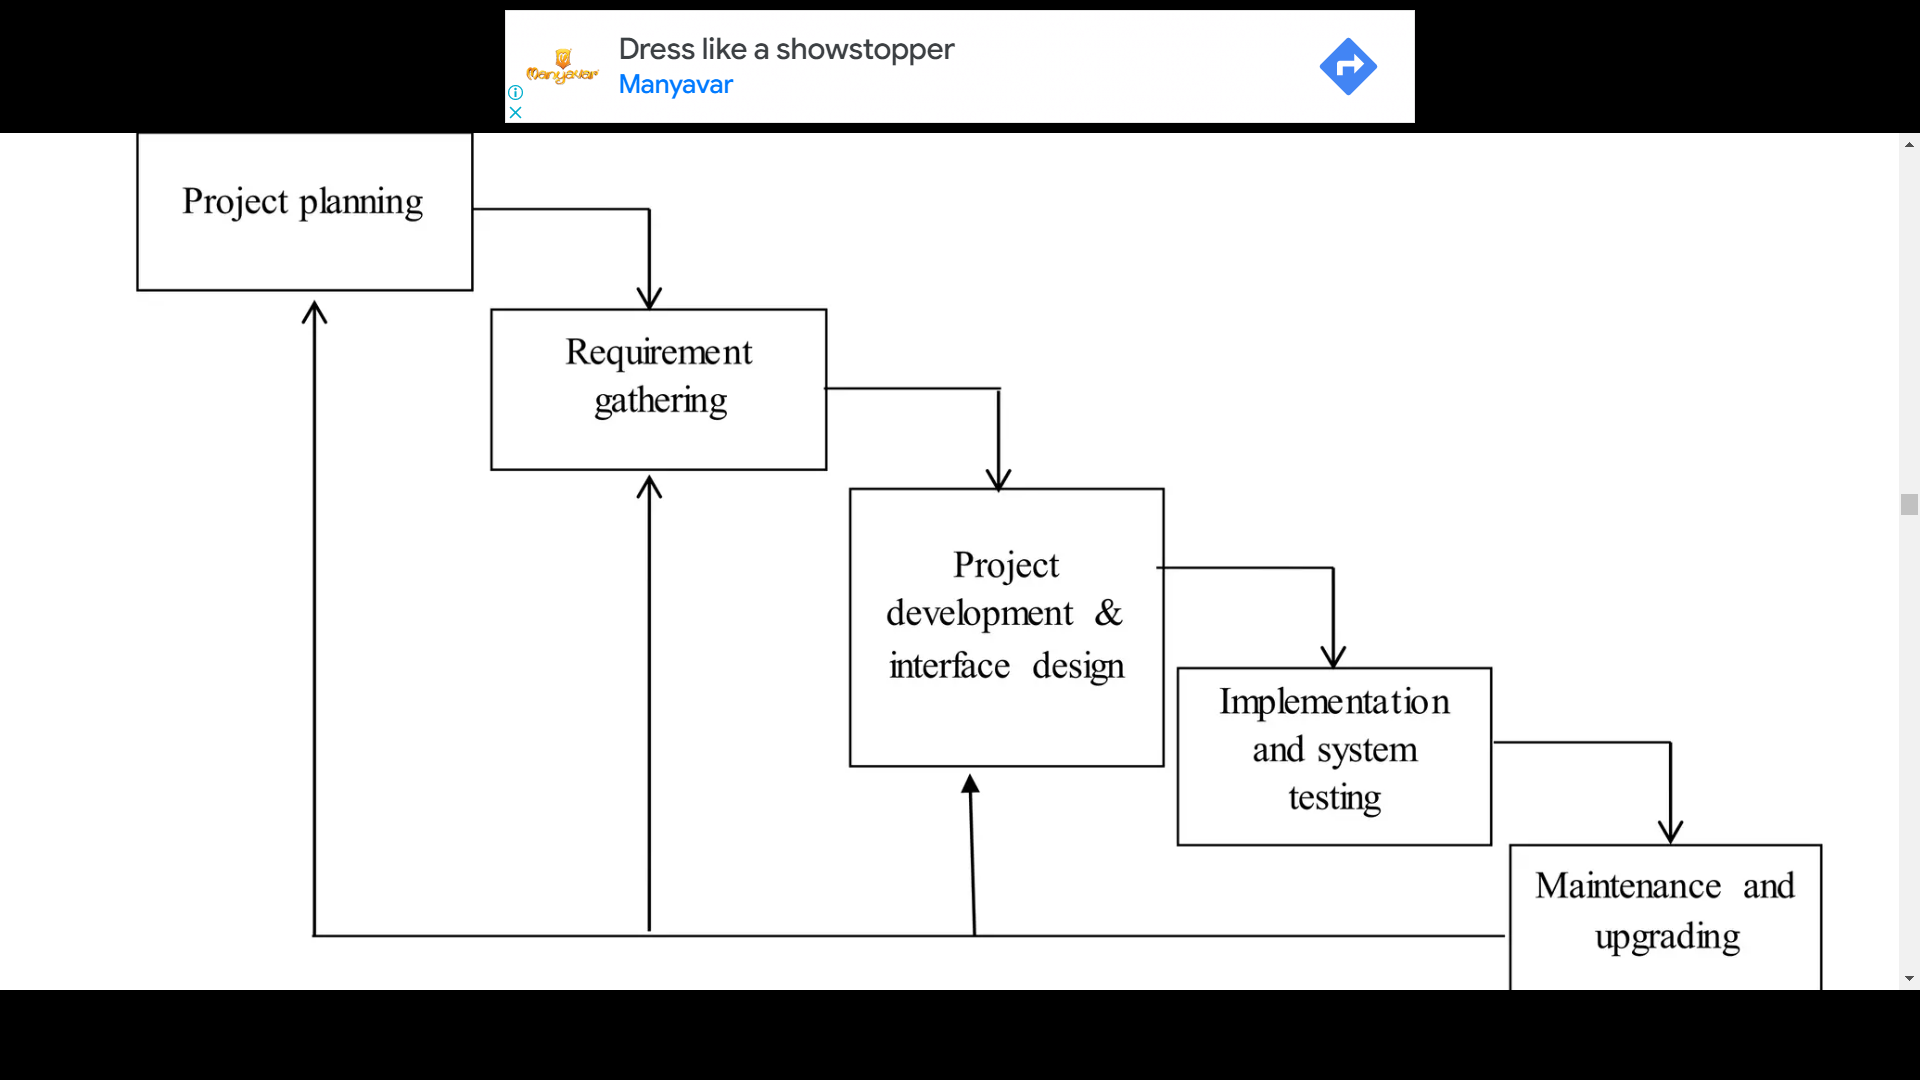 Dress like a showstopper
Manyavar
Manyavar
Project planning
Requirement
gathering
Project
development &
interface design
Implementation
and system
testing
Maintenance and
upgrading